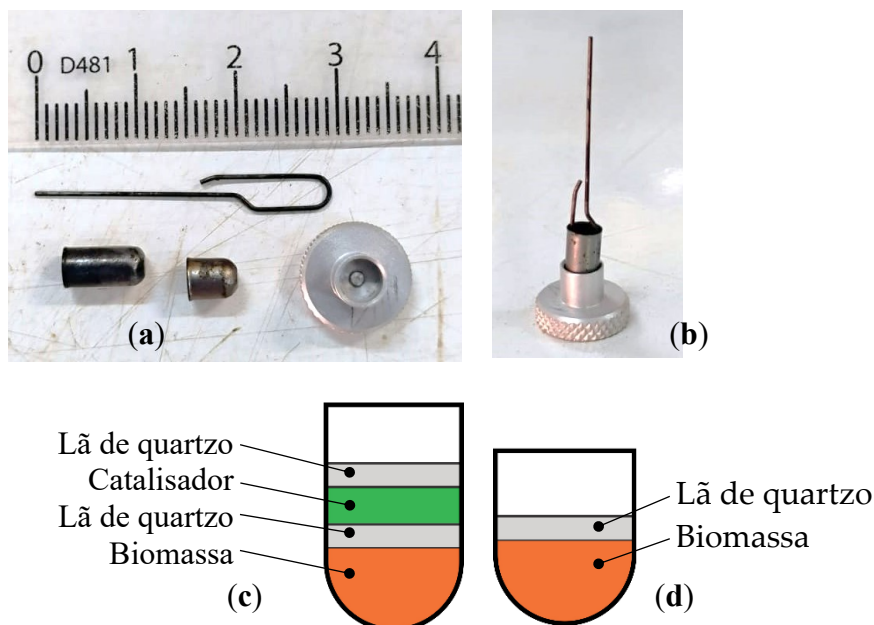 0 D481 1 2 3 4
(a)
(b)
Lã de quartzo
Catalisador
Lã de quartzo
Biomassa
(c)
Lã de quartzo
Biomassa
(d)